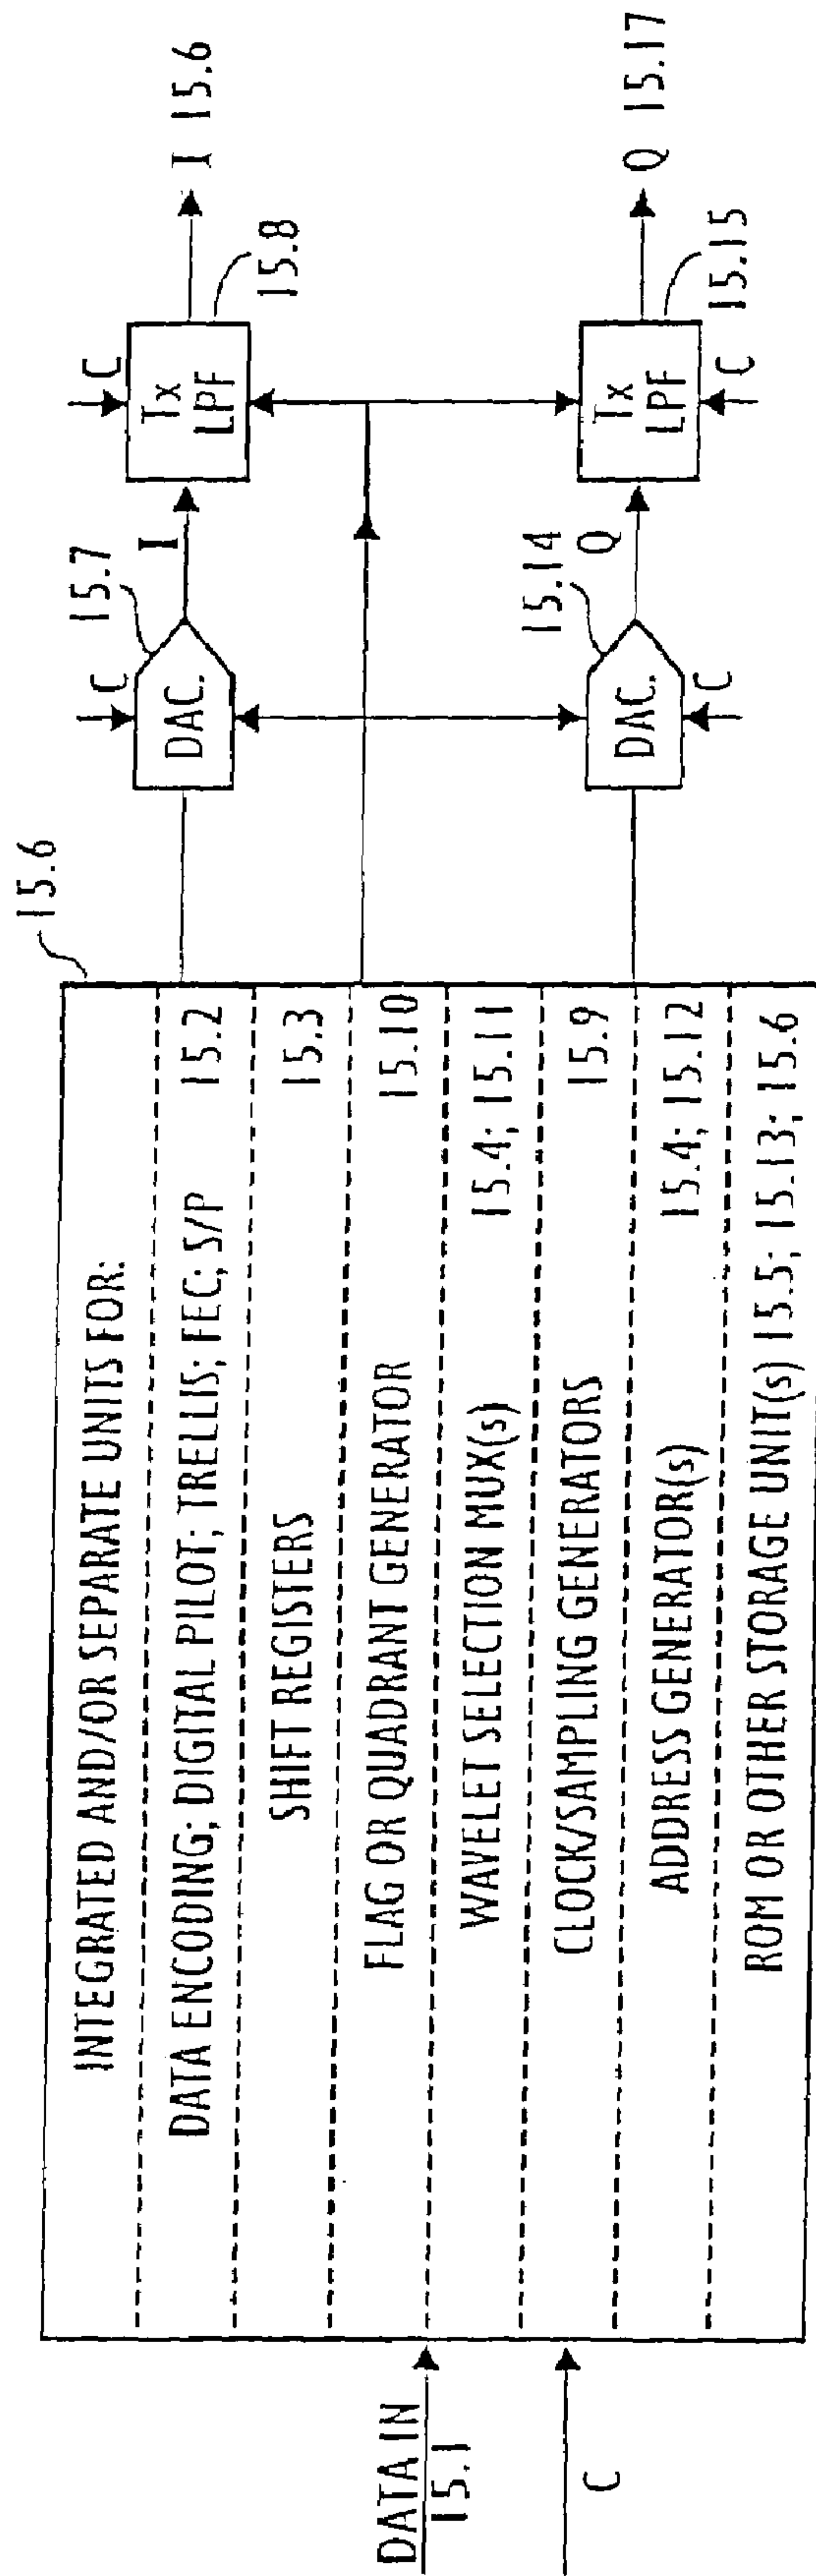 DATA IN
15.1
C
15.6
INTEGRATED AND/OR SEPARATE UNITS FOR:
DATA ENCODING; DIGITAL PILOT; TRELLIS; FEC; S/P 15.2
SHIFT REGISTERS 15.3
FLAG OR QUADRANT GENERATOR 15.10
WAVELET SELECTION MUX(s) 15.4; 15.11
CLOCK/SAMPLING GENERATORS 15.9
ADDRESS GENERATOR(s) 15.4; 15.12
ROM OR OTHER STORAGE UNIT(s) 15.5; 15.13; 15.6
C
15.7
DAC.
I
C
Tx
LPF
15.8
I 15.6
15.14
DAC.
C
Q
Tx
LPF
C
15.15
Q 15.17